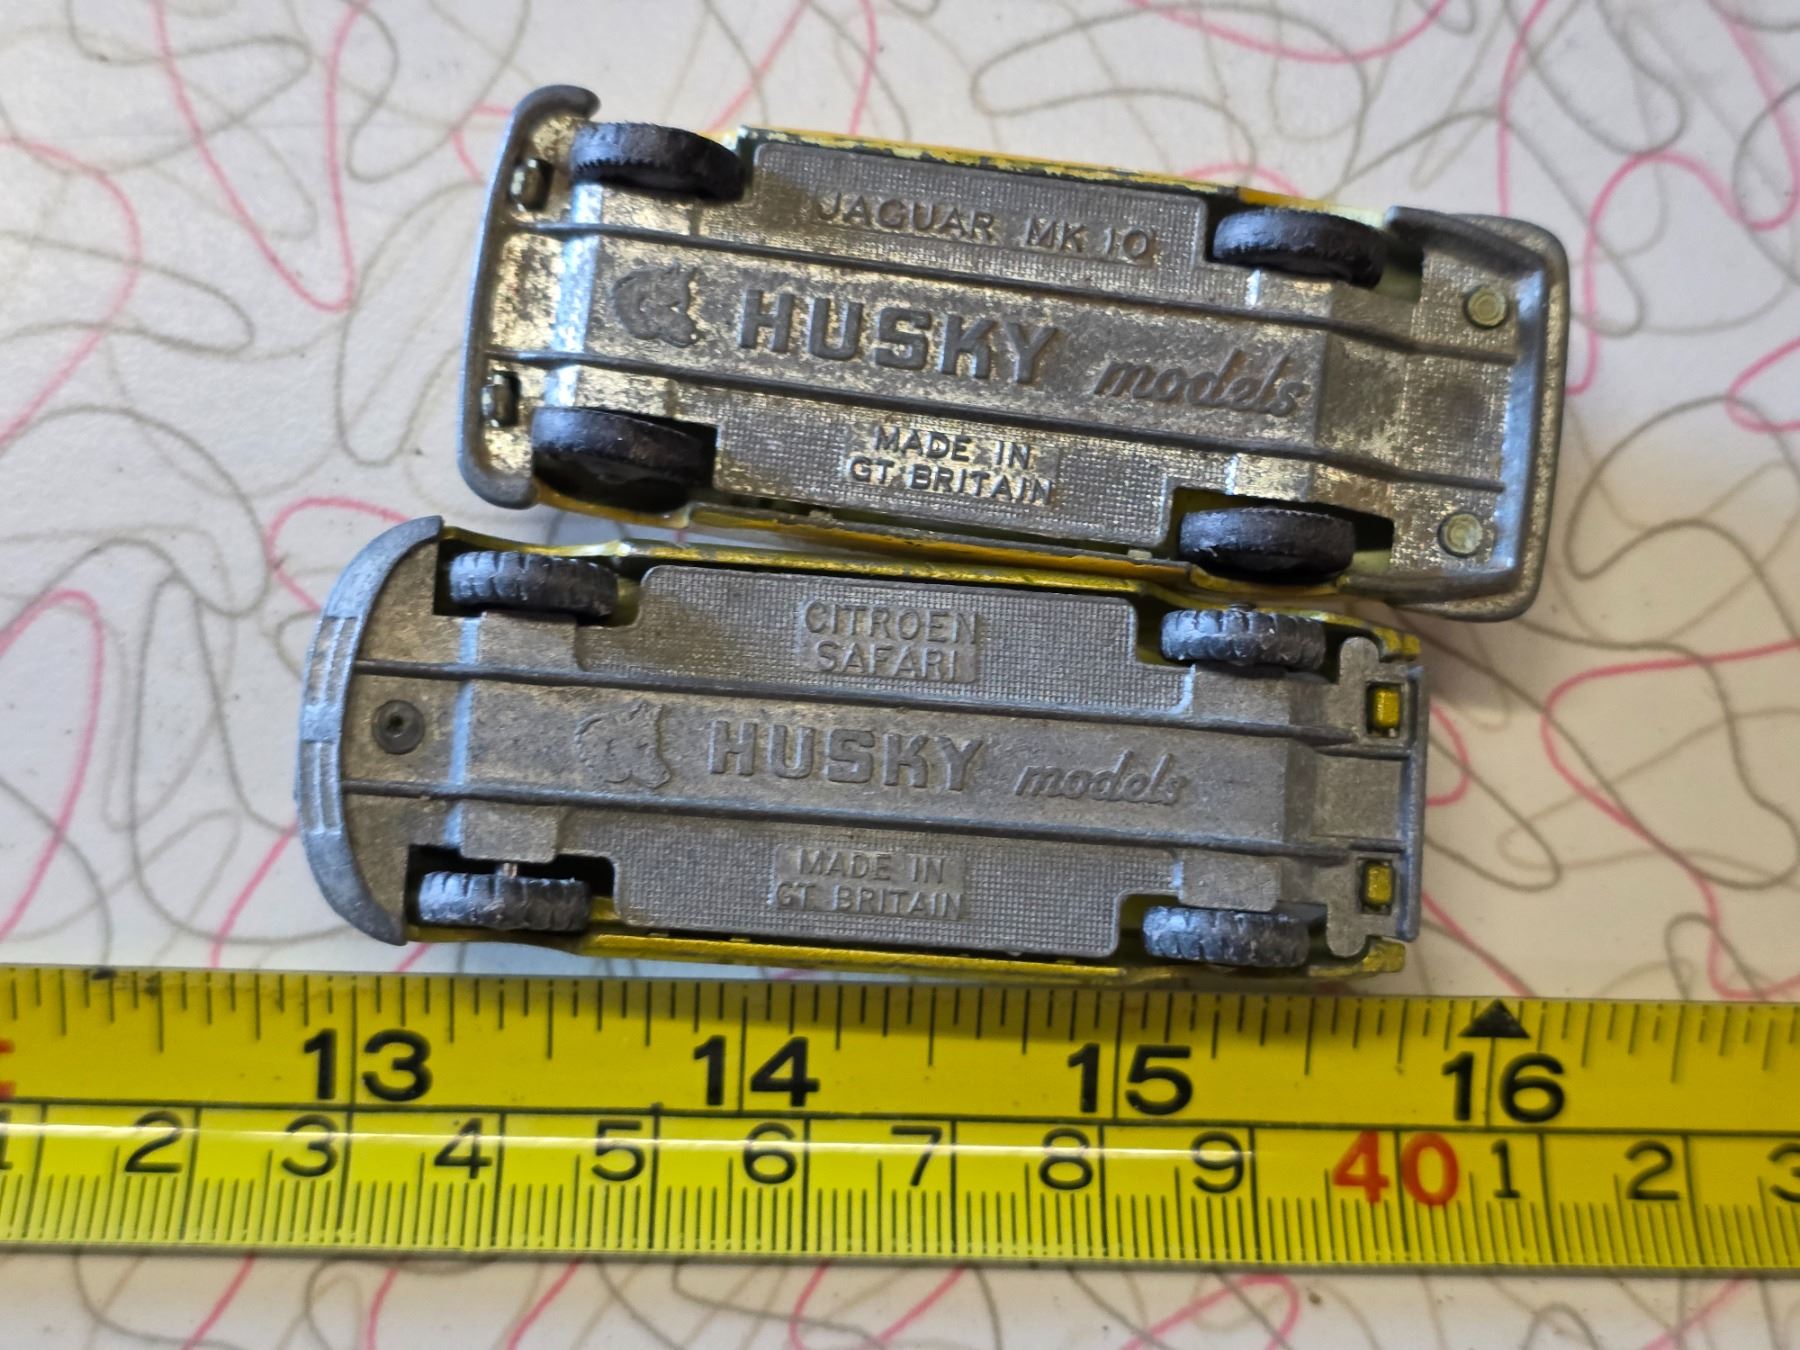 JAGUAR MK 10
HUSKY models
MADE IN
GT. BRITAIN
CITROEN
SAFARI
HUSKY models
MADE IN
GT. BRITAIN
13 14 15 16
1 2 3 4 5 6 7 8 9 40 1 2 3